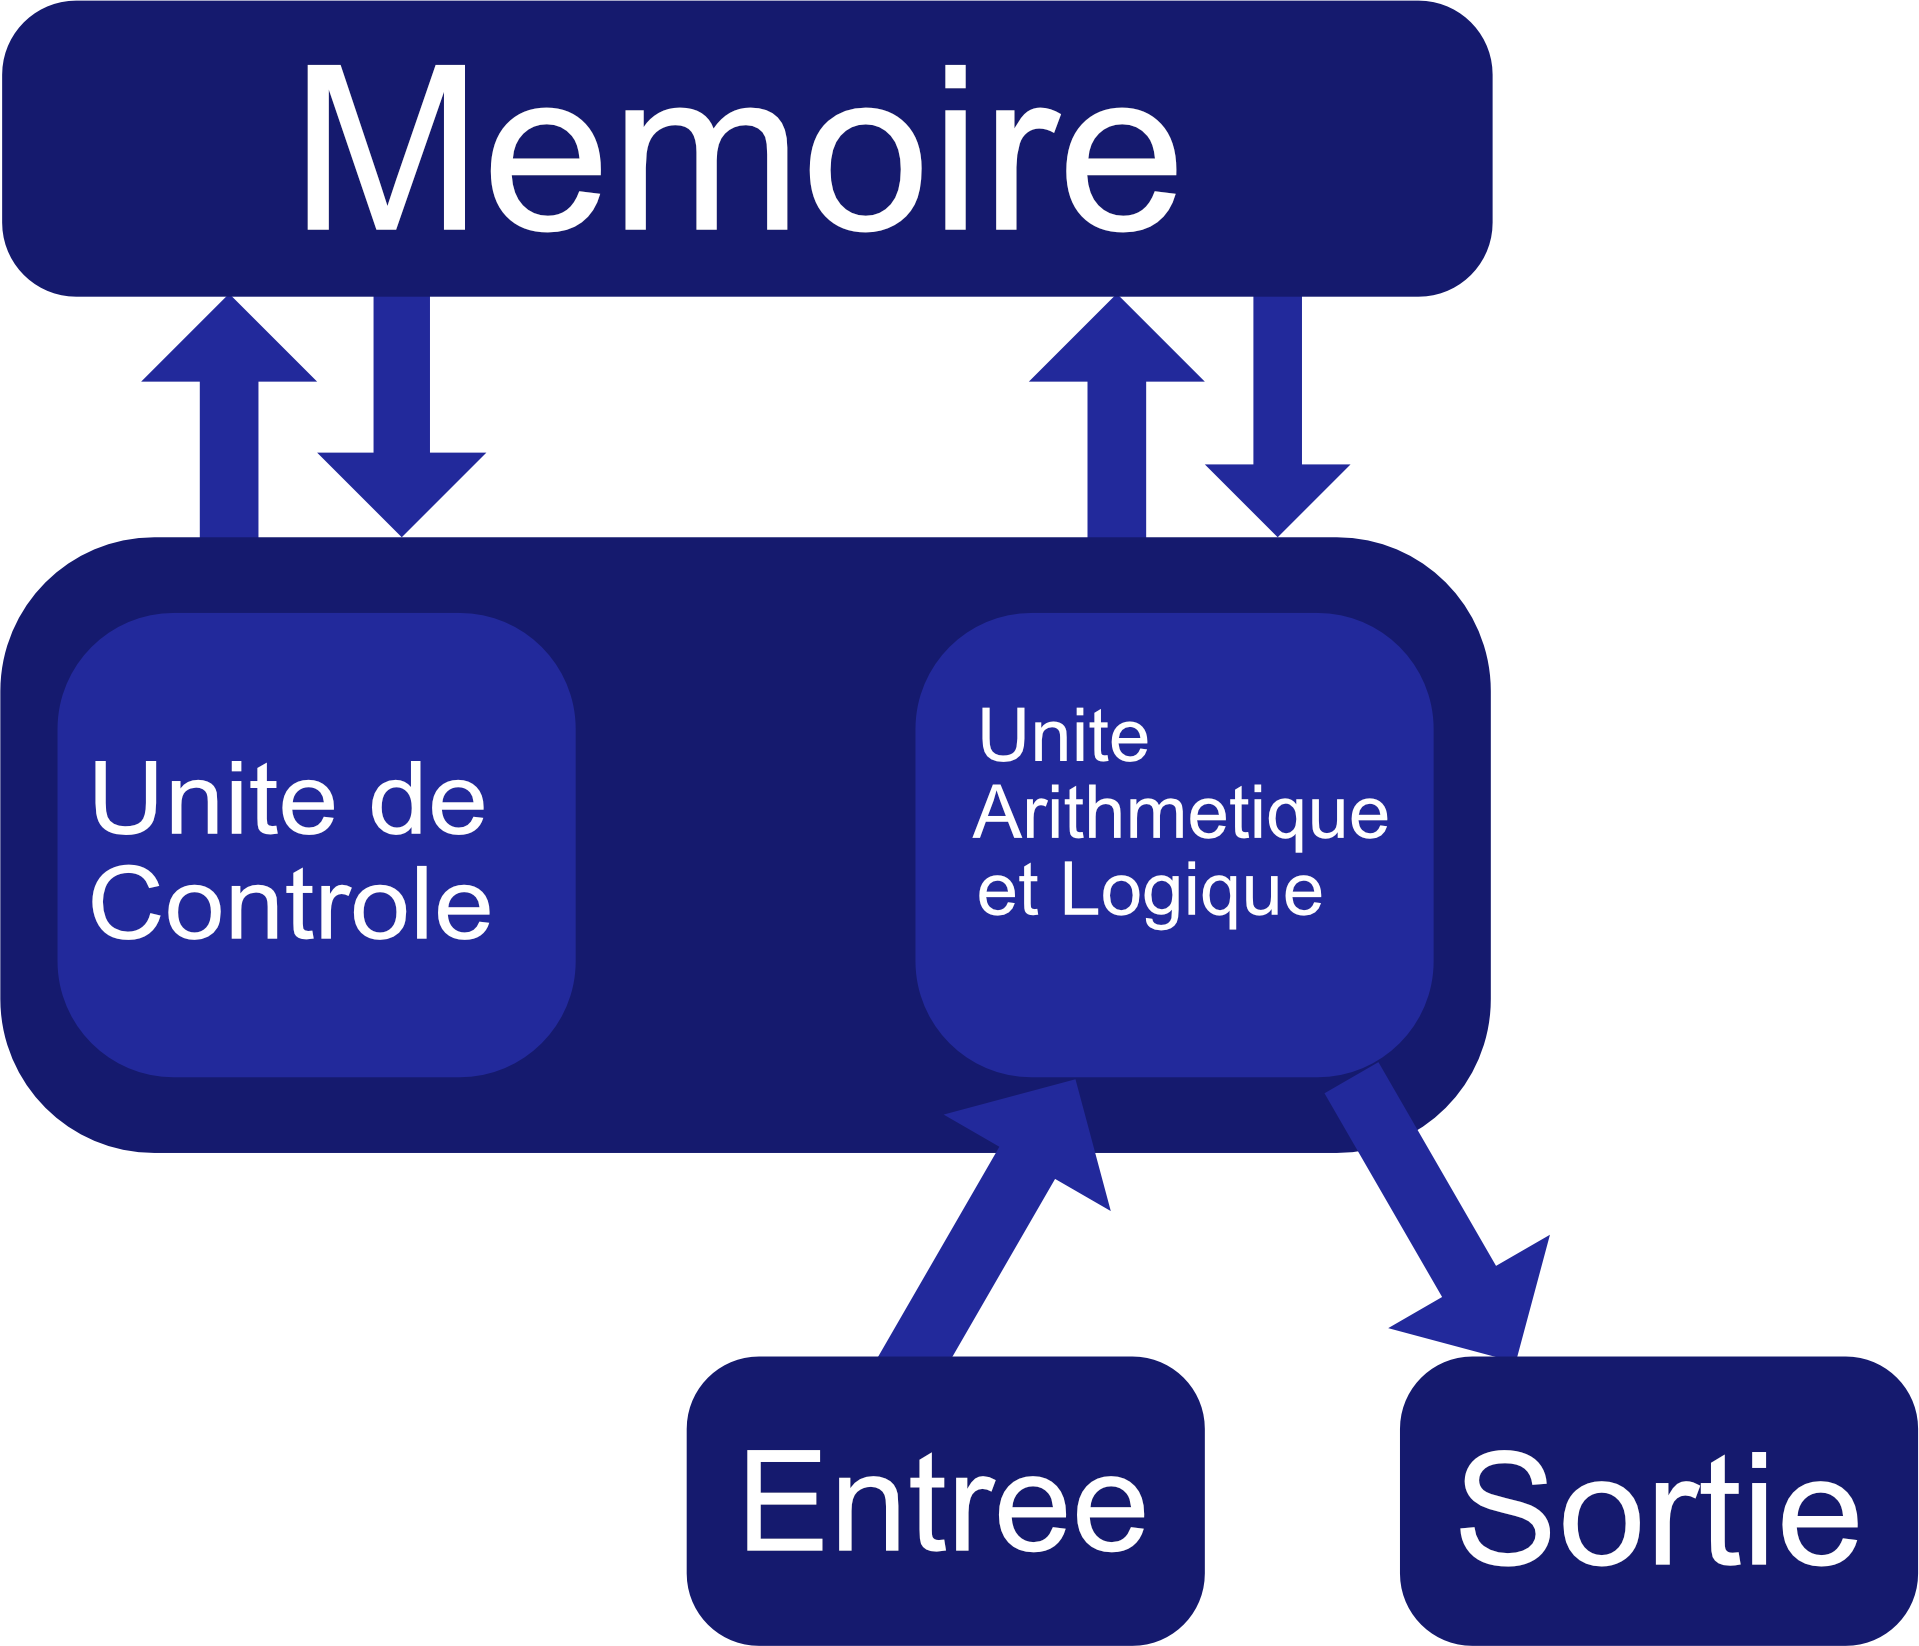 Memoire
Unite de
Controle
Unite
Arithmetique
et Logique
Entree
Sortie